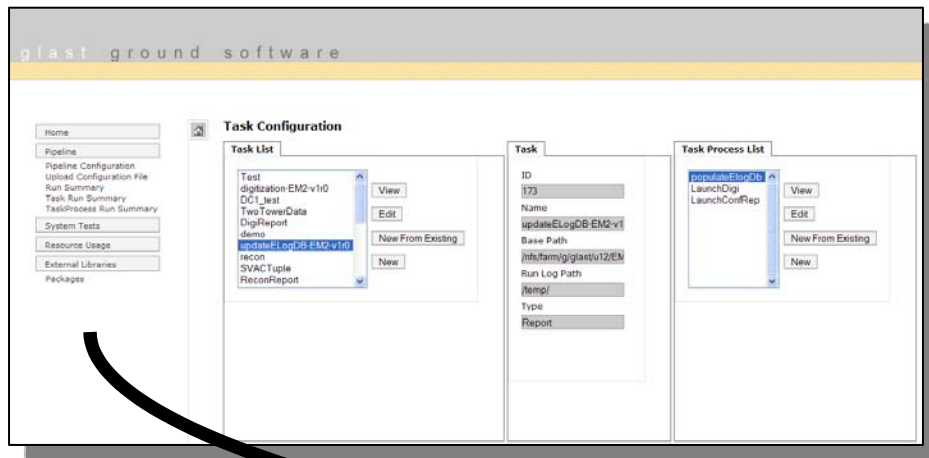 glast ground software
Home
Pipeline
Pipeline Configuration
Upload Configuration File
Run Summary
Task Run Summary
TaskProcess Run Summary
System Tests
Resource Usage
External Libraries
Packages
Task Configuration
Task List
Test
digitization-EM2-v1r0
DC1_test
TwoTowerData
DigiReport
demo
updateELogDB-EM2-v1r0
recon
SVACTuple
ReconReport
View
Edit
New From Existing
New
Task
ID
173
Name
updateELogDB-EM2-v1
Base Path
/nfs/farm/g/glast/u12/EM
Run Log Path
/temp/
Type
Report
Task Process List
populateElogDb
LaunchDigi
LaunchConfRep
View
Edit
New From Existing
New